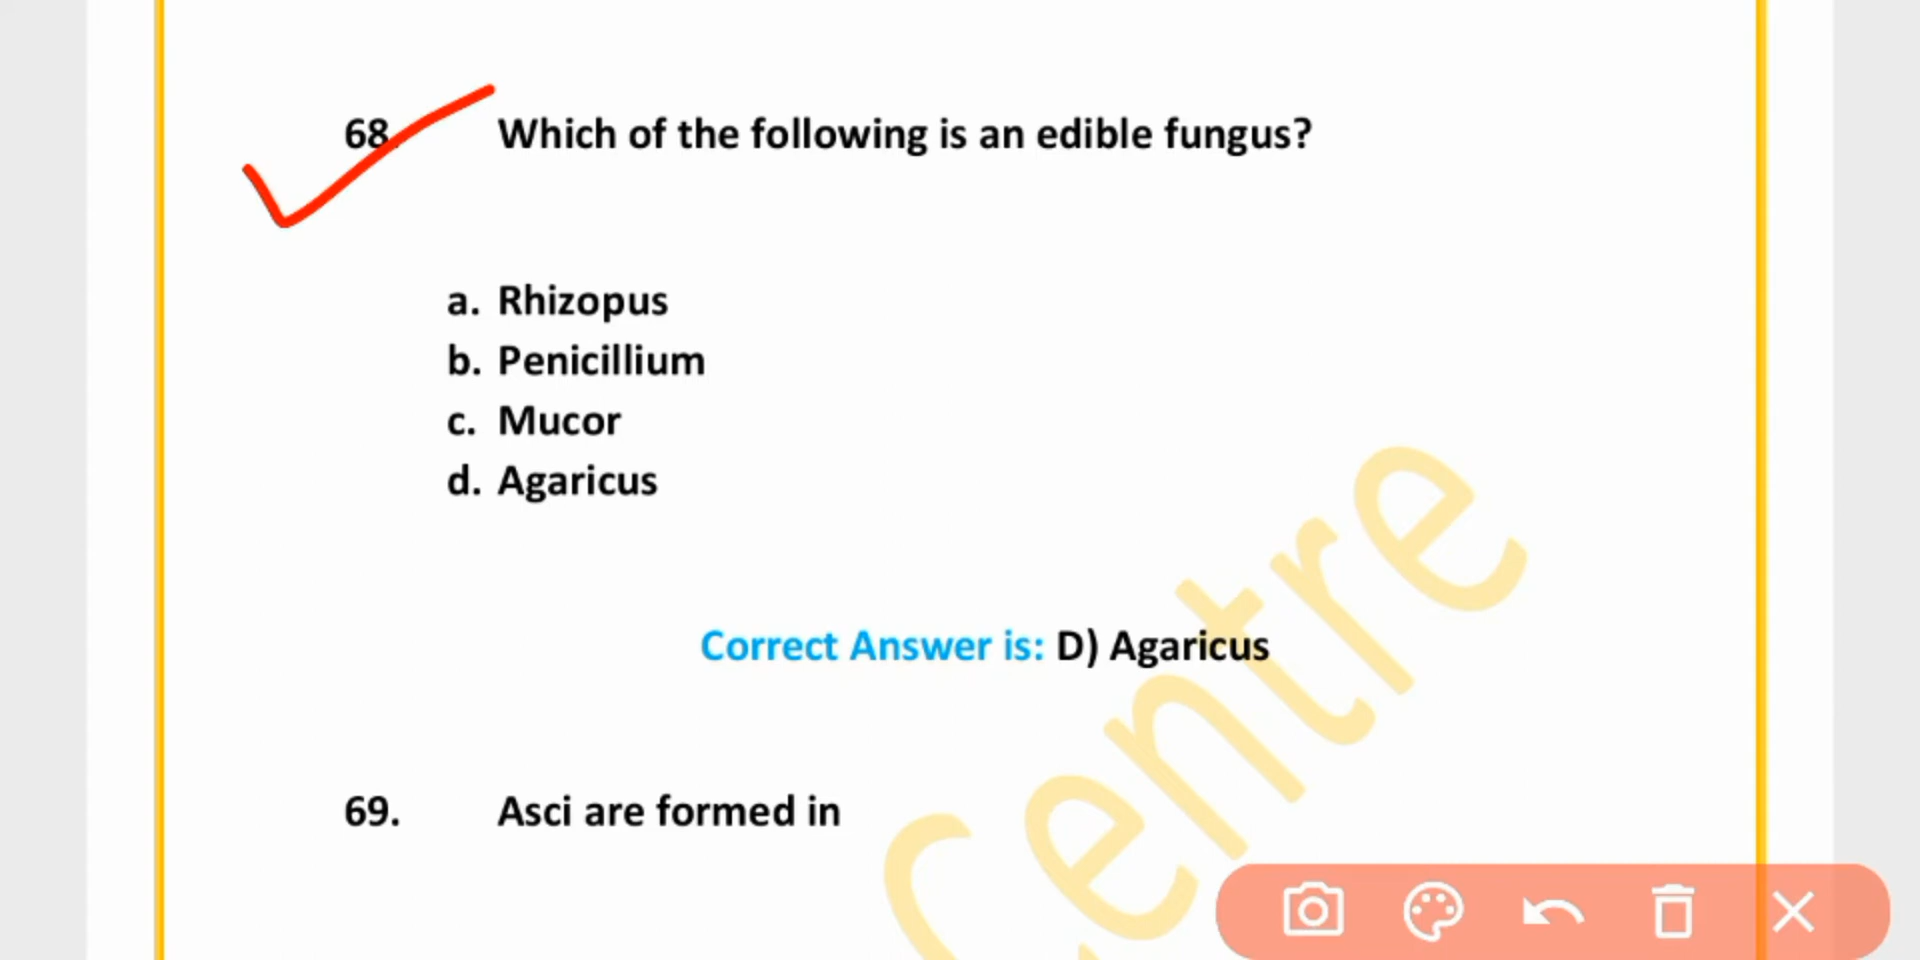 68. Which of the following is an edible fungus?
a. Rhizopus
b. Penicillium
c. Mucor
d. Agaricus
Correct Answer is: D) Agaricus
69. Asci are formed in
Centre